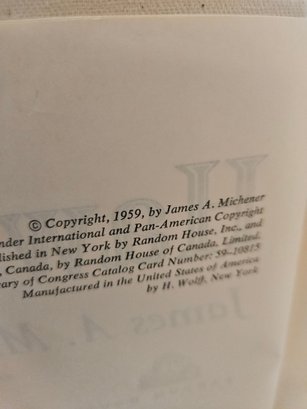 © Copyright, 1959, by James A. Michener
nder International and Pan-American Copyright
blished in New York by Random House, Inc., and
, Canada, by Random House of Canada, Limited.
ary of Congress Catalog Card Number: 59-10815
Manufactured in the United States of America
by H. Wolff, New York
James A. M